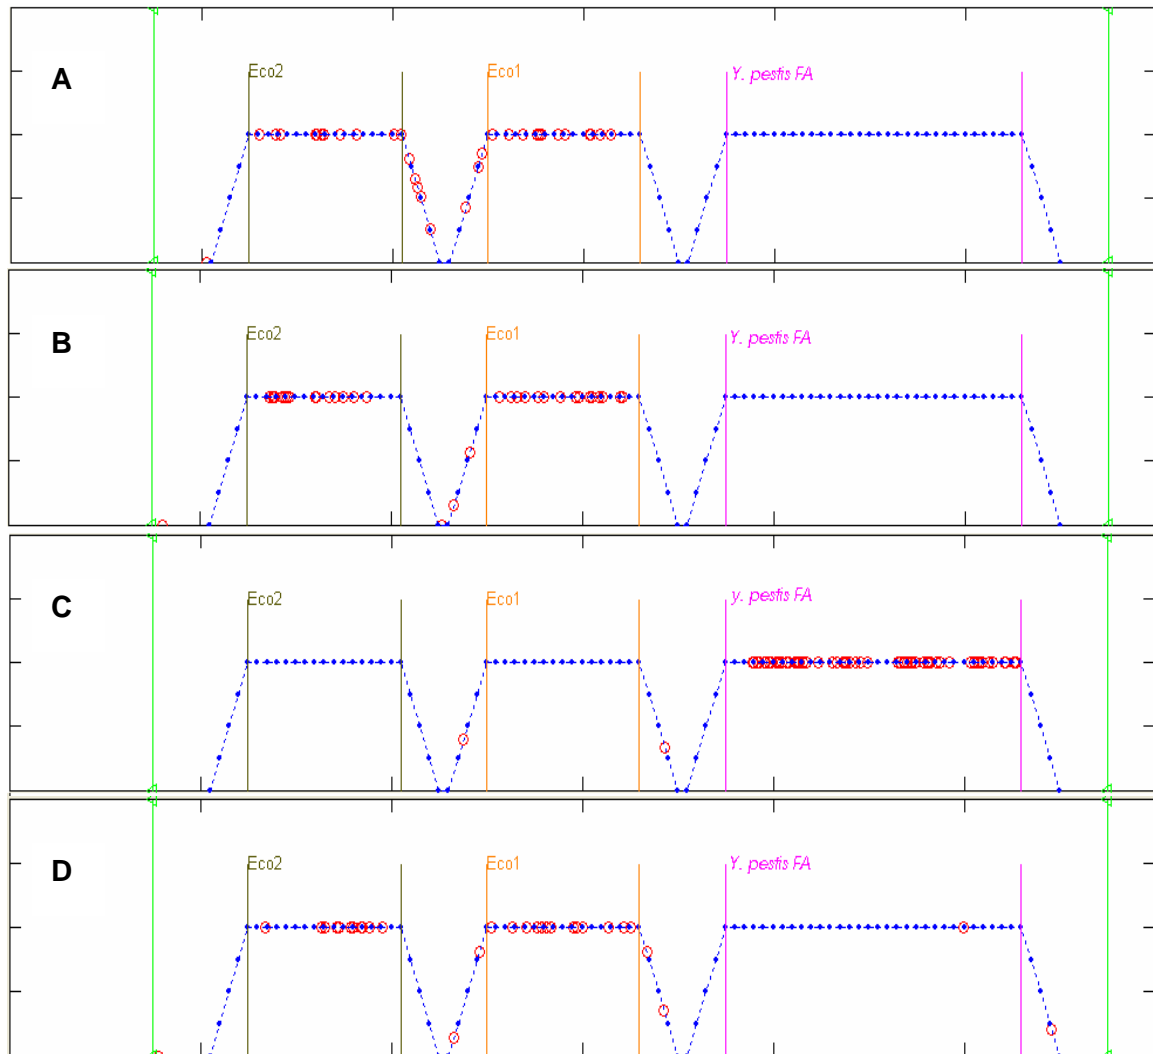 A
Eco2 Eco1 Y. pestis FA
B
Eco2 Eco1 Y. pestis FA
C
Eco2 Eco1 y. pestis FA
D
Eco2 Eco1 Y. pestis FA